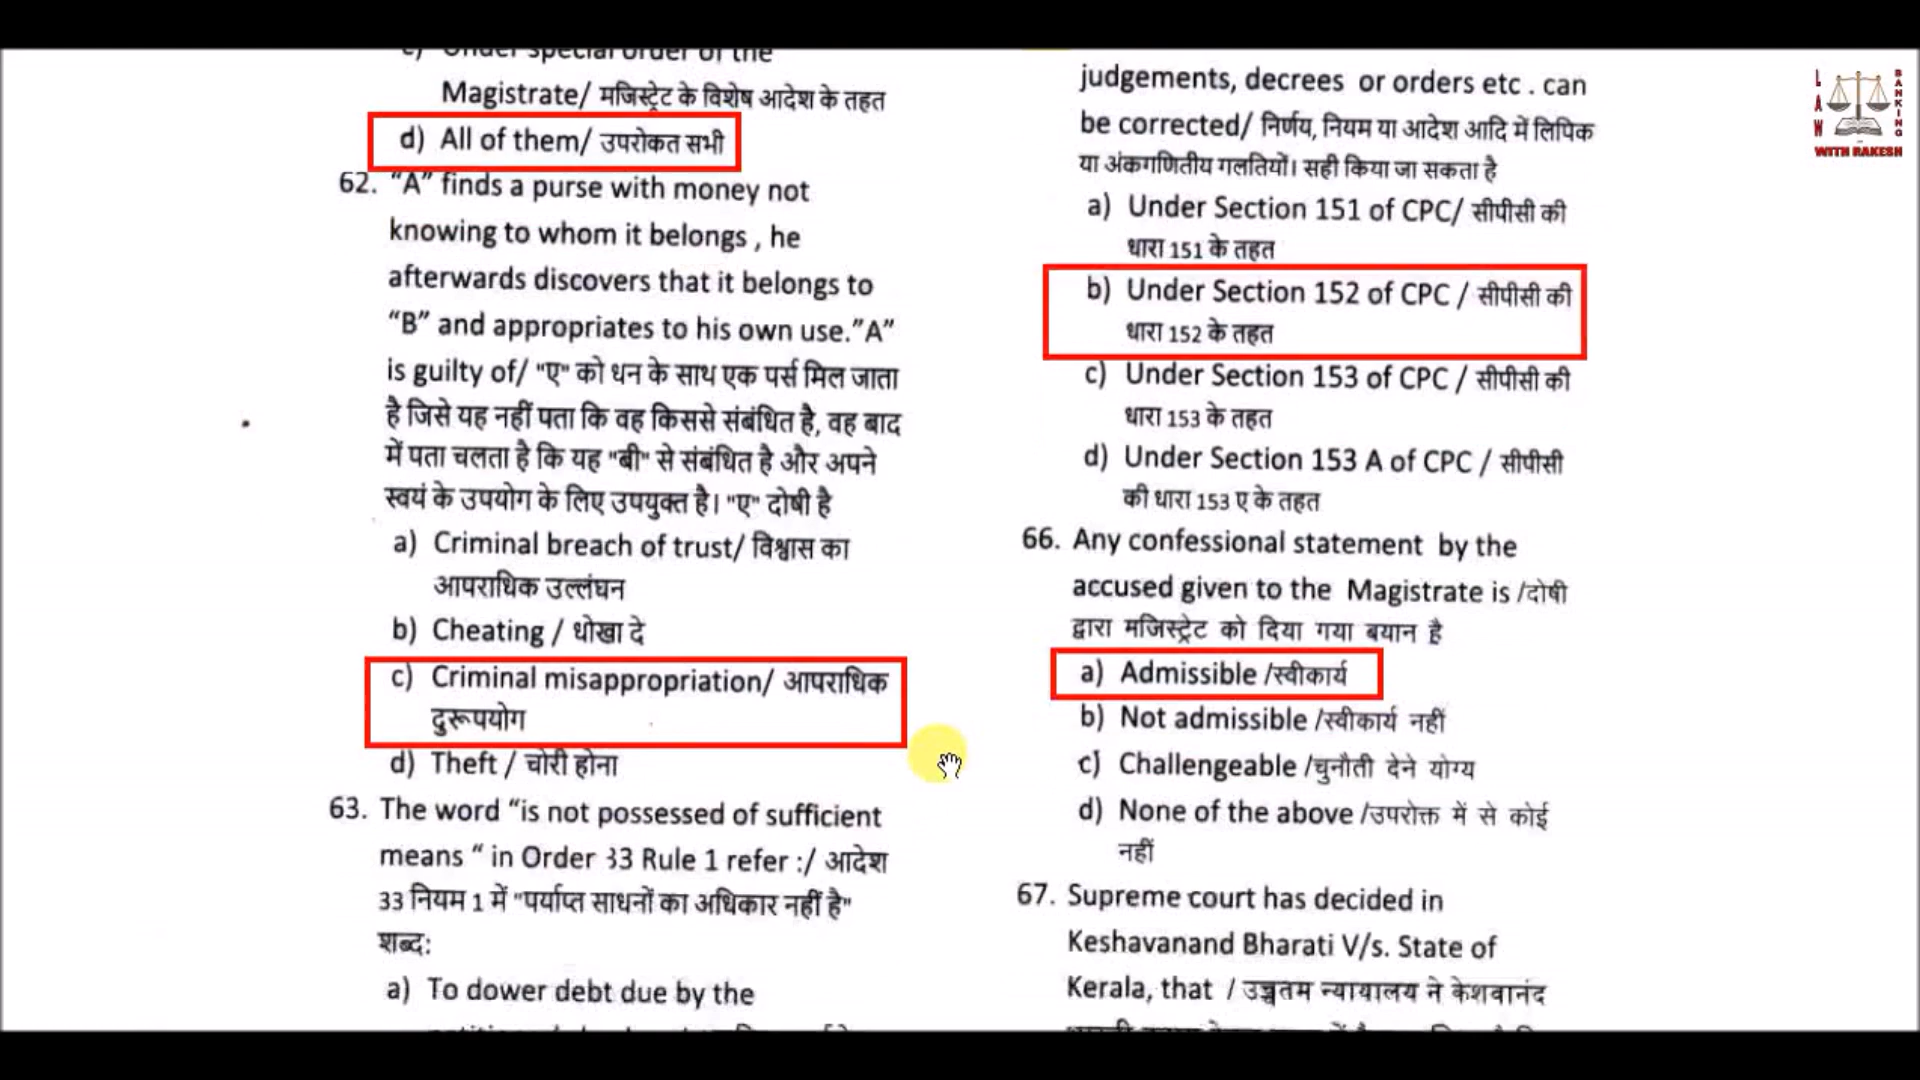 c) Under special order of the
Magistrate/ मजिस्ट्रेट के विशेष आदेश के तहत
d) All of them/ उपरोकत सभी
62. “A” finds a purse with money not
knowing to whom it belongs , he
afterwards discovers that it belongs to
“B” and appropriates to his own use.”A”
is guilty of/ "ए" को धन के साथ एक पर्स मिल जाता
है जिसे यह नहीं पता कि वह किससे संबंधित है, वह बाद
में पता चलता है कि यह "बी" से संबंधित है और अपने
स्वयं के उपयोग के लिए उपयुक्त है। "ए" दोषी है
a) Criminal breach of trust/ विश्वास का
आपराधिक उल्लंघन
b) Cheating / धोखा दे
c) Criminal misappropriation/ आपराधिक
दुरूपयोग
d) Theft / चोरी होना
63. The word “is not possessed of sufficient
means “ in Order 33 Rule 1 refer :/ आदेश
33 नियम 1 में "पर्याप्त साधनों का अधिकार नहीं है"
शब्द:
a) To dower debt due by the
judgements, decrees or orders etc . can
be corrected/ निर्णय, नियम या आदेश आदि में लिपिक
या अंकगणितीय गलतियों। सही किया जा सकता है
a) Under Section 151 of CPC/ सीपीसी की
धारा 151 के तहत
b) Under Section 152 of CPC / सीपीसी की
धारा 152 के तहत
c) Under Section 153 of CPC / सीपीसी की
धारा 153 के तहत
d) Under Section 153 A of CPC / सीपीसी
की धारा 153 ए के तहत
66. Any confessional statement by the
accused given to the Magistrate is /दोषी
द्वारा मजिस्ट्रेट को दिया गया बयान है
a) Admissible /स्वीकार्य
b) Not admissible /स्वीकार्य नहीं
c) Challengeable /चुनौती देने योग्य
d) None of the above /उपरोक्त में से कोई
नहीं
67. Supreme court has decided in
Keshavanand Bharati V/s. State of
Kerala, that / उच्चतम न्यायालय ने केशवानंद
LAW
BANKING
WITH RAKESH